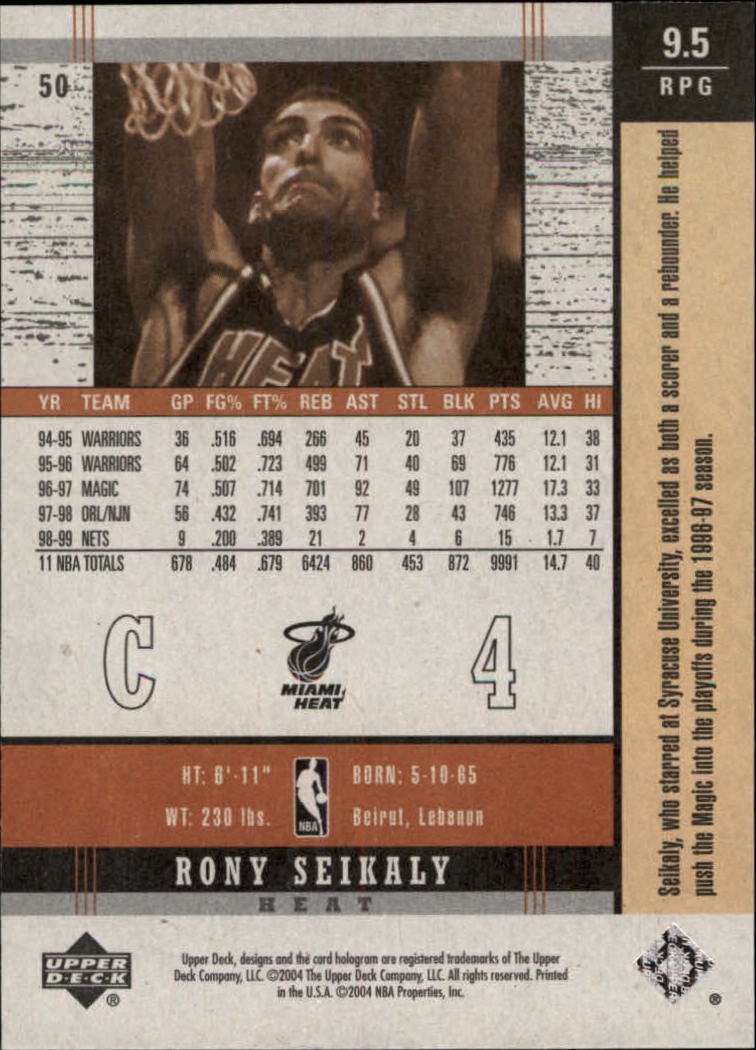 50
9.5
RPG
HEAT
YR TEAM GP FG% FT% REB AST STL BLK PTS AVG HI
94-95 WARRIORS 36 .516 .694 266 45 20 37 435 12.1 38
95-96 WARRIORS 64 .502 .723 499 71 40 69 776 12.1 31
96-97 MAGIC 74 .507 .714 701 92 49 107 1277 17.3 33
97-98 ORL/NJN 56 .432 .741 393 77 28 43 746 13.3 37
98-99 NETS 9 .200 .389 21 2 4 6 15 1.7 7
11 NBA TOTALS 678 .484 .679 6424 860 453 872 9991 14.7 40
C
MIAMI
HEAT
4
HT: 6'-11"
WT: 230 lbs.
NBA
BORN: 5-10-65
Beirut, Lebanon
RONY SEIKALY
HEAT
Seikaly, who starred at Syracuse University, excelled as both a scorer and a rebounder. He helped
push the Magic into the playoffs during the 1996-97 season.
UPPER
D·E·C·K
®
Upper Deck, designs and the card hologram are registered trademarks of The Upper
Deck Company, LLC. ©2004 The Upper Deck Company, LLC. All rights reserved. Printed
in the U.S.A. ©2004 NBA Properties, Inc.
®